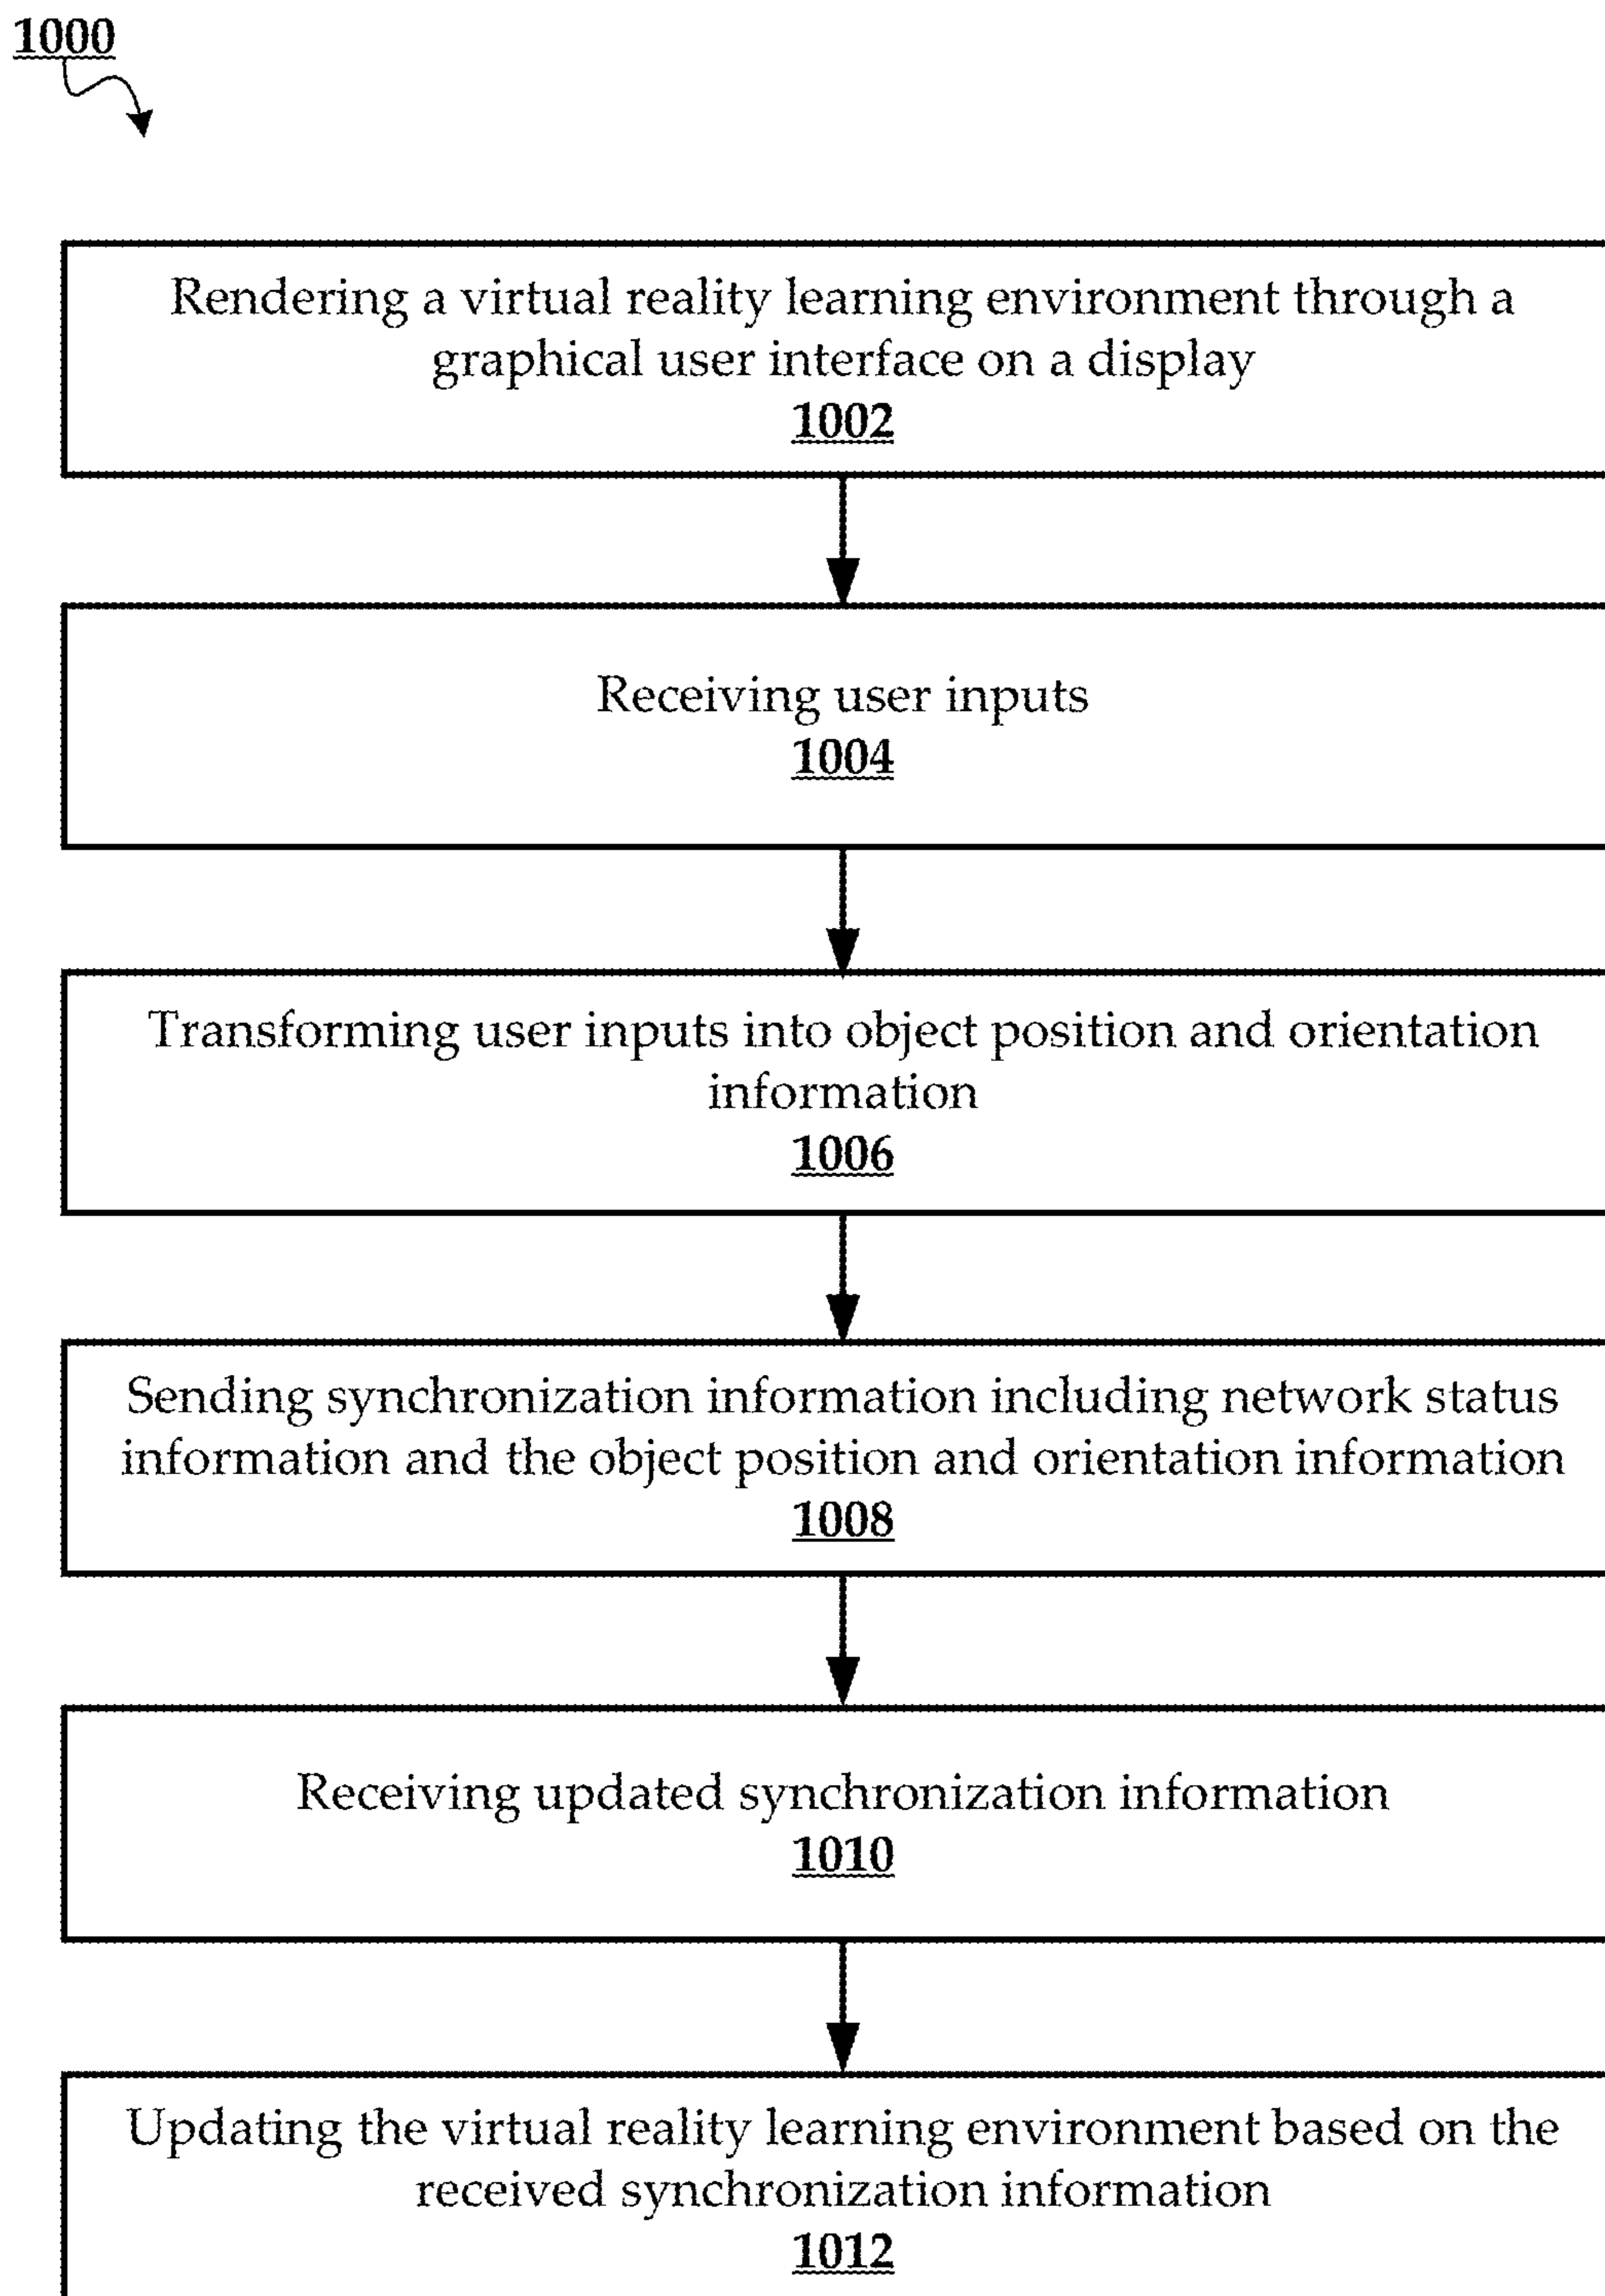 1000
Rendering a virtual reality learning environment through a
graphical user interface on a display
1002
Receiving user inputs
1004
Transforming user inputs into object position and orientation
information
1006
Sending synchronization information including network status
information and the object position and orientation information
1008
Receiving updated synchronization information
1010
Updating the virtual reality learning environment based on the
received synchronization information
1012